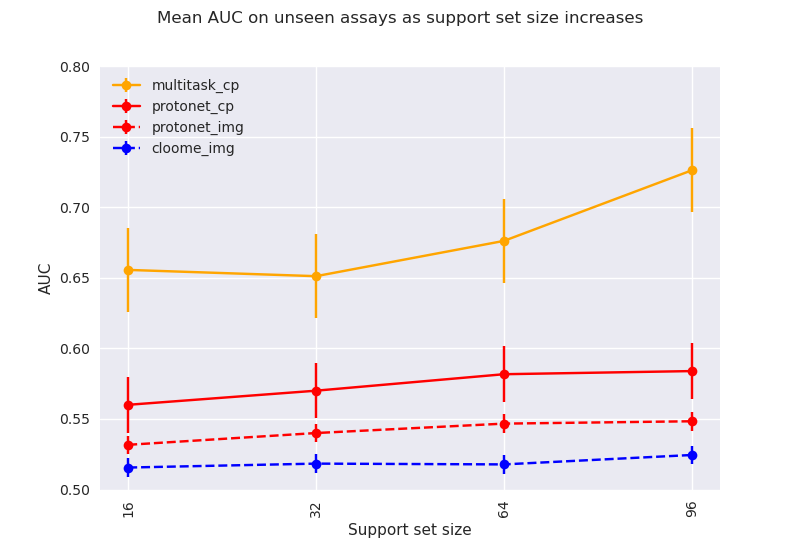 Mean AUC on unseen assays as support set size increases
multitask_cp
protonet_cp
protonet_img
cloome_img
AUC
0.80
0.75
0.70
0.65
0.60
0.55
0.50
16
32
64
96
Support set size